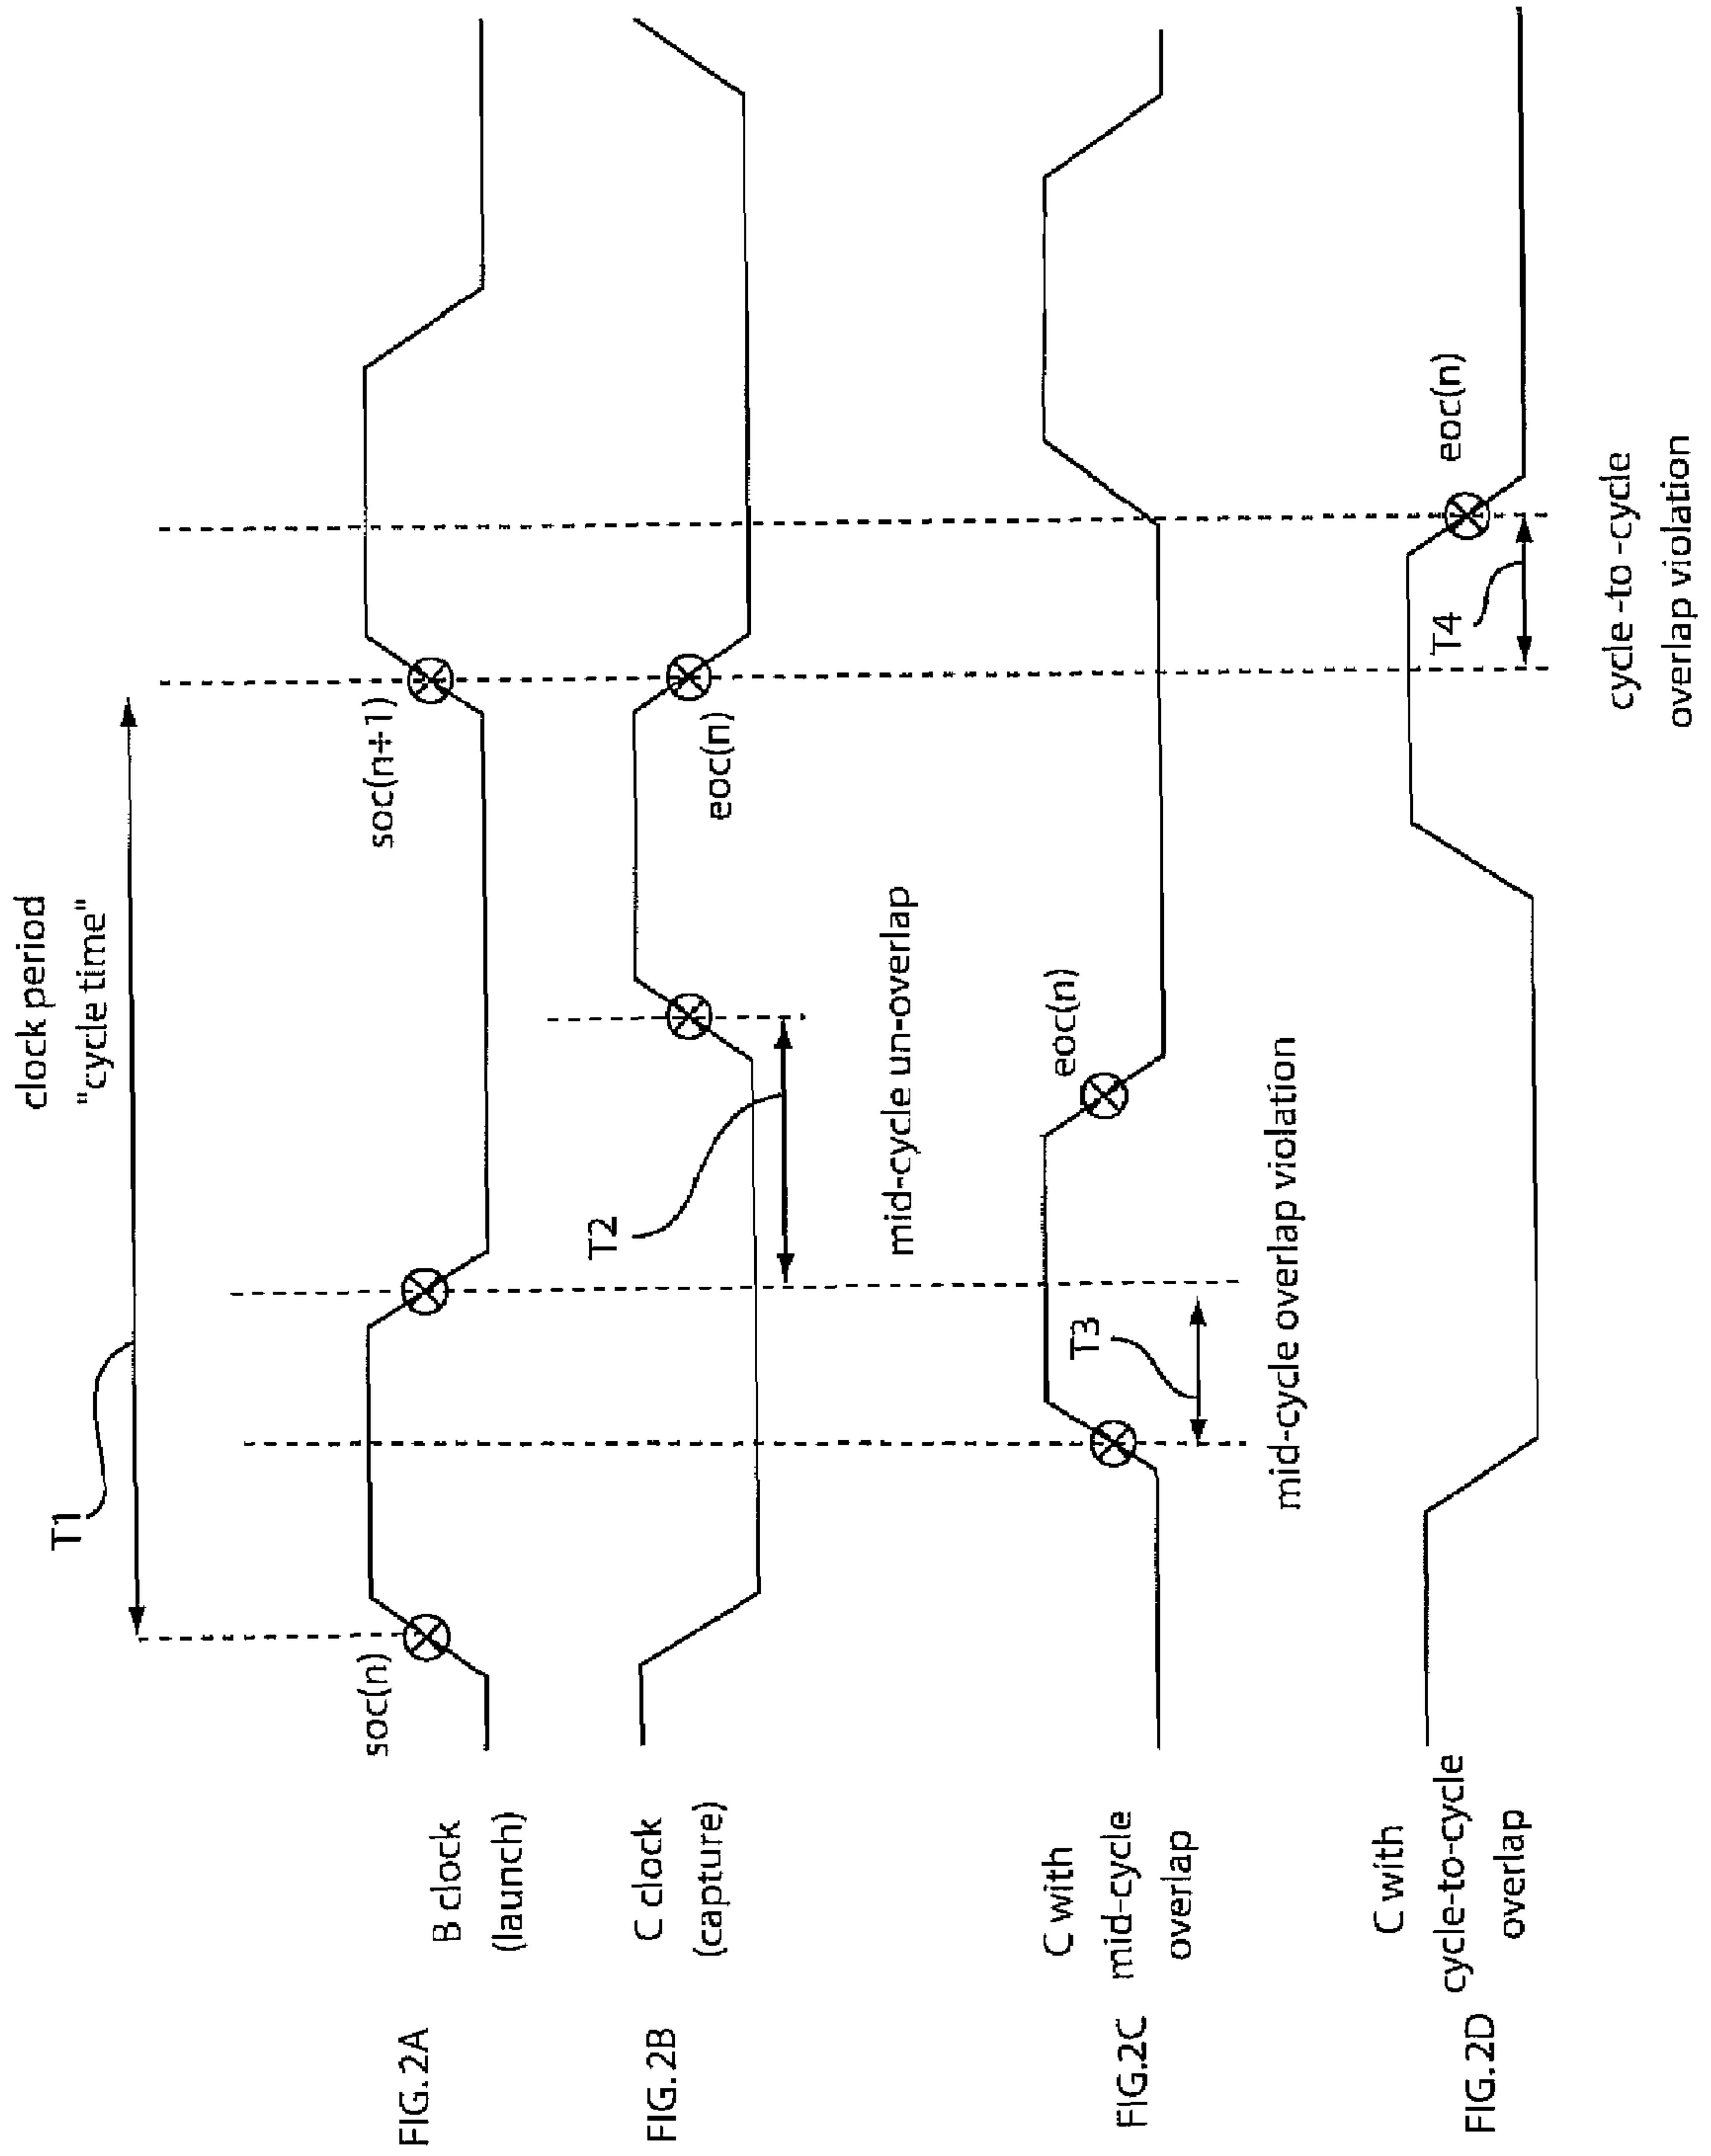 clock period
"cycle time"
T1
FIG.2A
B clock
(launch)
soc(n)
soc(n+1)
FIG.2B
C clock
(capture)
eoc(n)
T2
mid-cycle un-overlap
FIG.2C
C with
mid-cycle
overlap
eoc(n)
T3
mid-cycle overlap violation
FIG.2D
C with
cycle-to-cycle
overlap
eoc(n)
T4
cycle -to -cycle
overlap violation